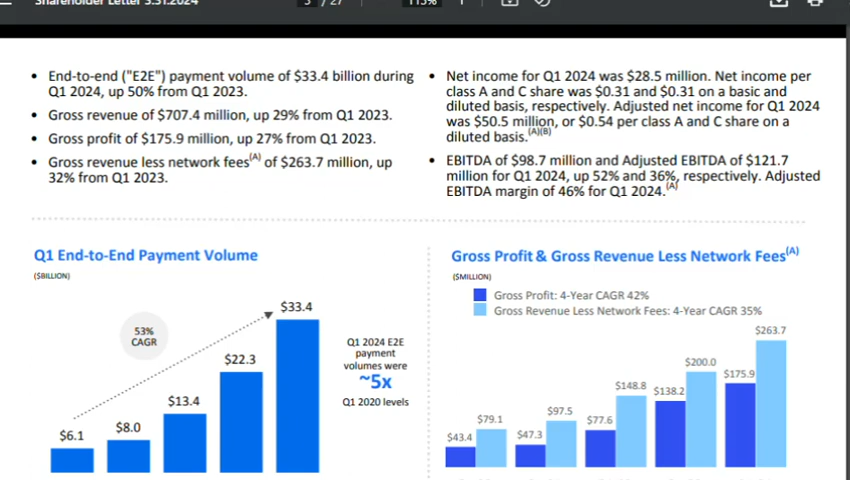 Shareholder Letter 3.31.2024
3 / 27
115%
End-to-end ("E2E") payment volume of $33.4 billion during
Q1 2024, up 50% from Q1 2023.
Gross revenue of $707.4 million, up 29% from Q1 2023.
Gross profit of $175.9 million, up 27% from Q1 2023.
Gross revenue less network fees(A) of $263.7 million, up
32% from Q1 2023.
Net income for Q1 2024 was $28.5 million. Net income per
class A and C share was $0.31 and $0.31 on a basic and
diluted basis, respectively. Adjusted net income for Q1 2024
was $50.5 million, or $0.54 per class A and C share on a
diluted basis.(A)(B)
EBITDA of $98.7 million and Adjusted EBITDA of $121.7
million for Q1 2024, up 52% and 36%, respectively. Adjusted
EBITDA margin of 46% for Q1 2024.(A)
Q1 End-to-End Payment Volume
($BILLION)
53%
CAGR
$6.1
$8.0
$13.4
$22.3
$33.4
Q1 2024 E2E
payment
volumes were
~5x
Q1 2020 levels
Gross Profit & Gross Revenue Less Network Fees(A)
($MILLION)
Gross Profit: 4-Year CAGR 42%
Gross Revenue Less Network Fees: 4-Year CAGR 35%
$43.4
$79.1
$47.3
$97.5
$77.6
$148.8
$138.2
$200.0
$175.9
$263.7